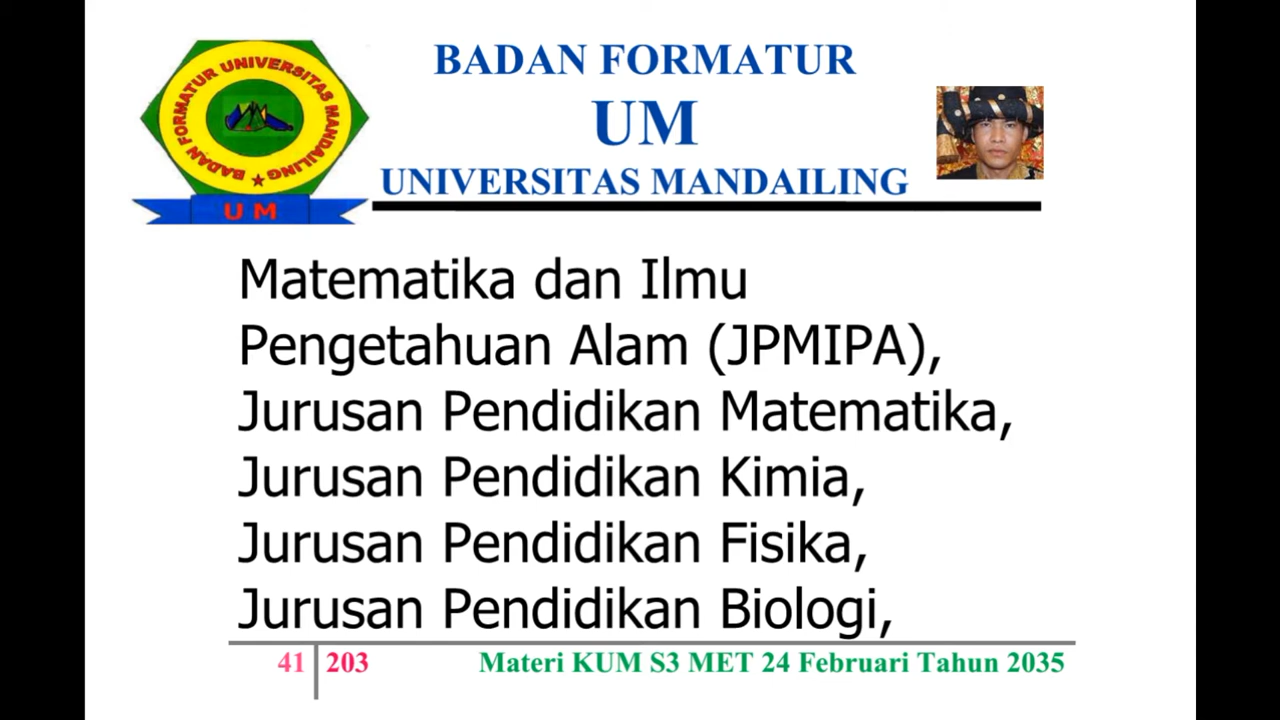 BADAN FORMATUR UNIVERSITAS MANDAILING
UM
BADAN FORMATUR
UM
UNIVERSITAS MANDAILING
Matematika dan Ilmu
Pengetahuan Alam (JPMIPA),
Jurusan Pendidikan Matematika,
Jurusan Pendidikan Kimia,
Jurusan Pendidikan Fisika,
Jurusan Pendidikan Biologi,
41 203 Materi KUM S3 MET 24 Februari Tahun 2035